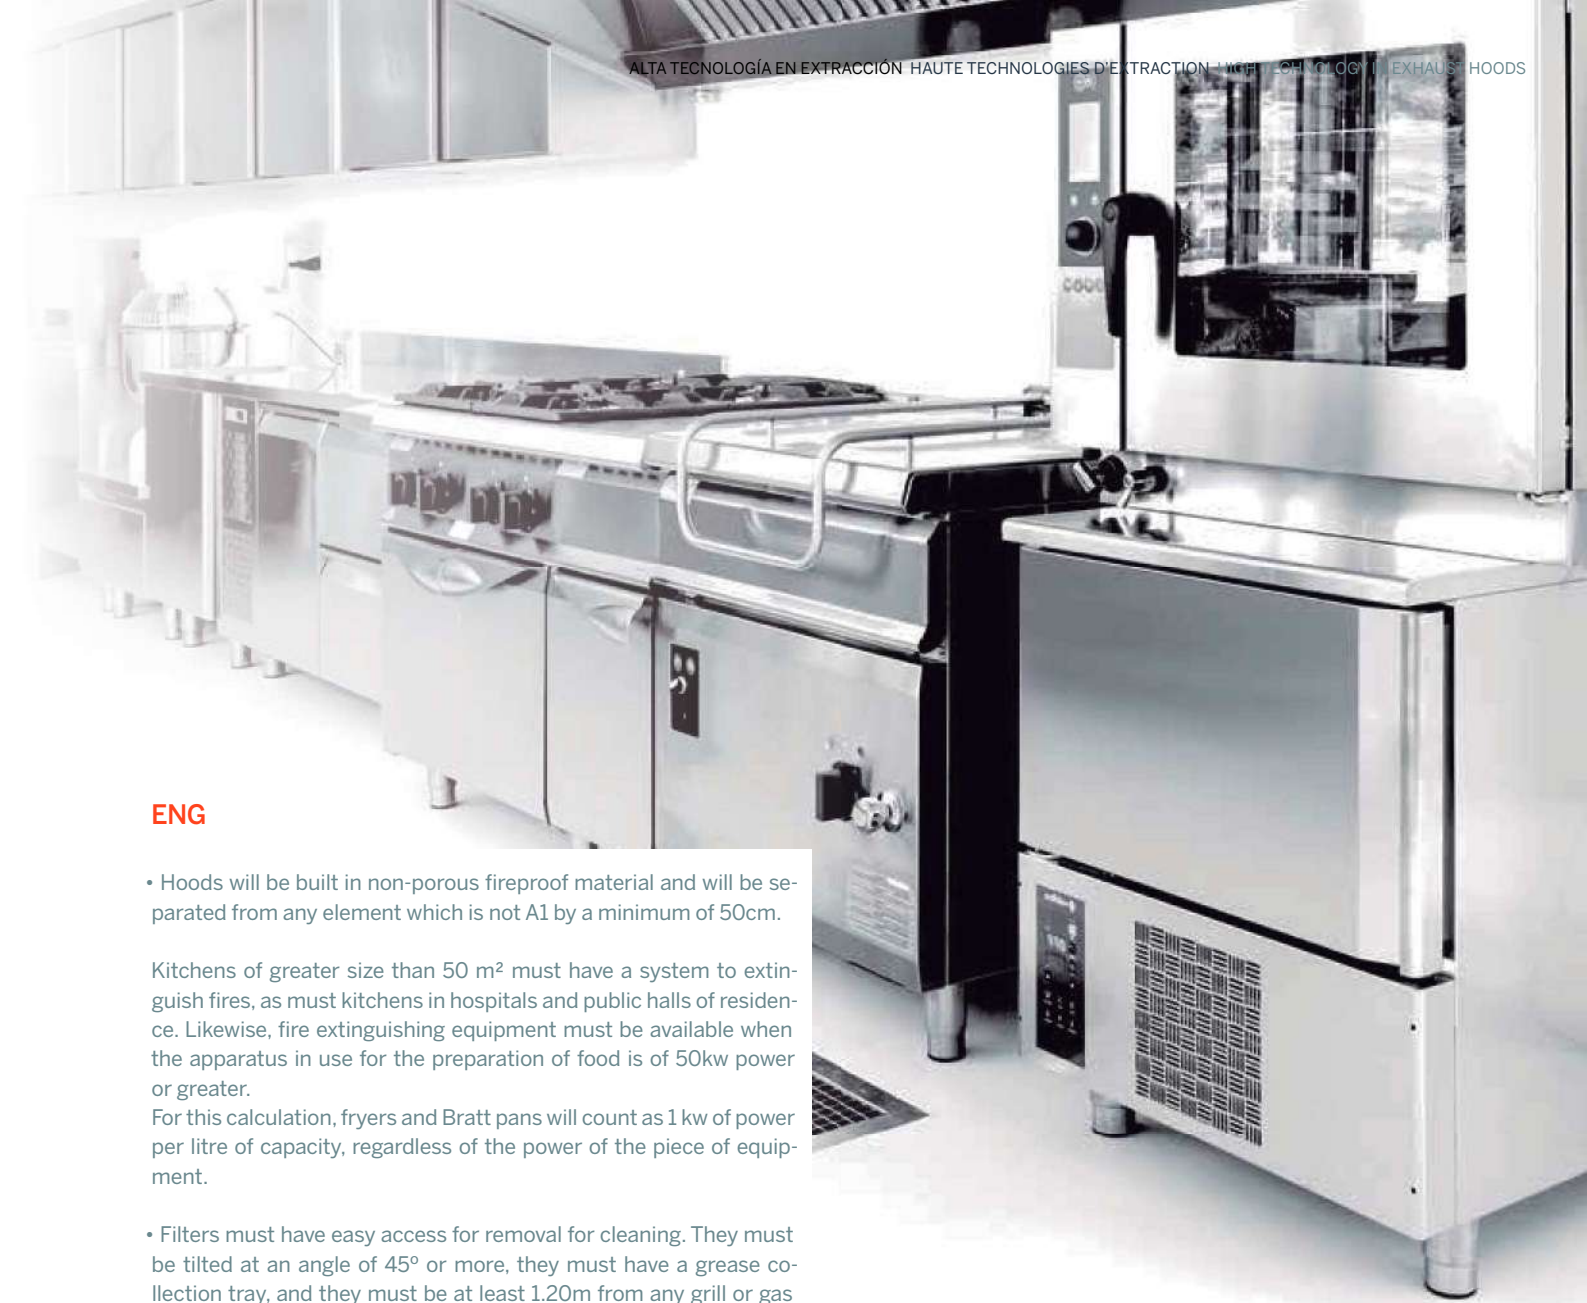 ALTA TECNOLOGÍA EN EXTRACCIÓN HAUTE TECHNOLOGIES D'EXTRACTION HIGH TECHNOLOGY IN EXHAUST HOODS
ENG
• Hoods will be built in non-porous fireproof material and will be se-
parated from any element which is not A1 by a minimum of 50cm.
Kitchens of greater size than 50 m² must have a system to extin-
guish fires, as must kitchens in hospitals and public halls of residen-
ce. Likewise, fire extinguishing equipment must be available when
the apparatus in use for the preparation of food is of 50kw power
or greater.
For this calculation, fryers and Bratt pans will count as 1 kw of power
per litre of capacity, regardless of the power of the piece of equip-
ment.
• Filters must have easy access for removal for cleaning. They must
be tilted at an angle of 45º or more, they must have a grease co-
llection tray, and they must be at least 1.20m from any grill or gas